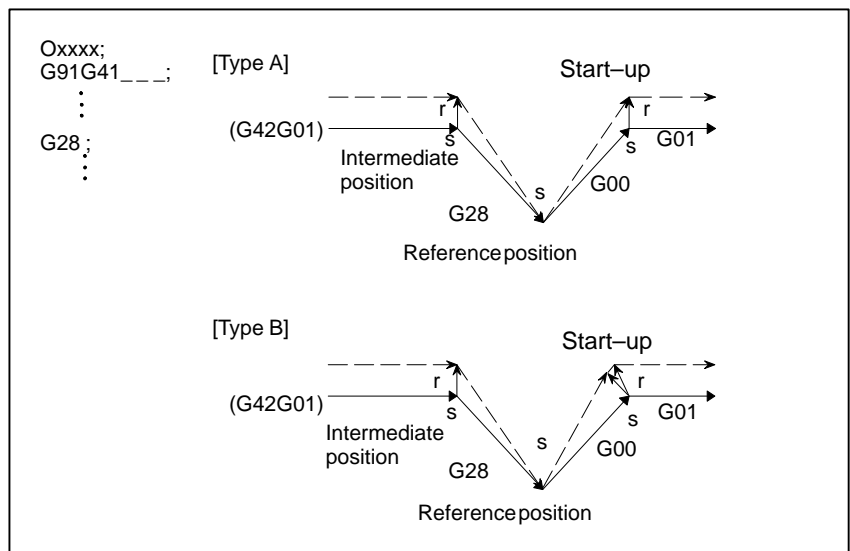 Oxxxx;
G91G41_ _ _;
G28 ;
[Type A]
Start–up
r
r
(G42G01)
s
s
G01
Intermediate
position
s
G00
G28
Reference position
[Type B]
Start–up
r
r
(G42G01)
s
s
G01
Intermediate
position
s
G00
G28
Reference position